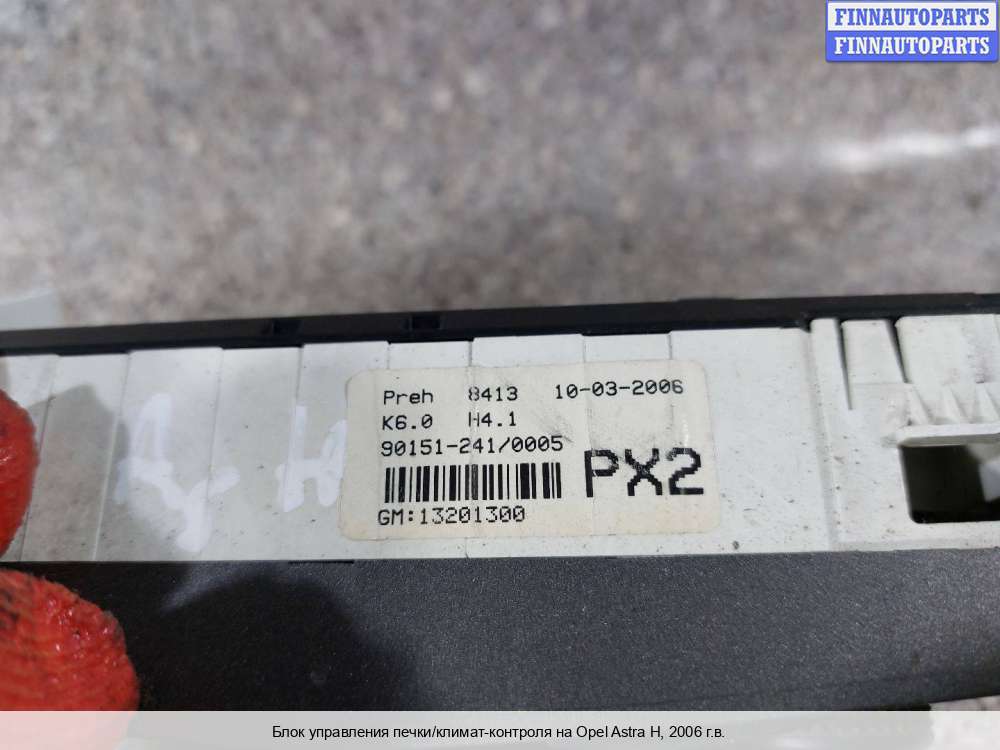 FINNAUTOPARTS
FINNAUTOPARTS
Preh 8413 10-03-2006
K6.0 H4.1
90151-241/0005
PX2
GM:13201300
Блок управления печки/климат-контроля на Opel Astra H, 2006 г.в.